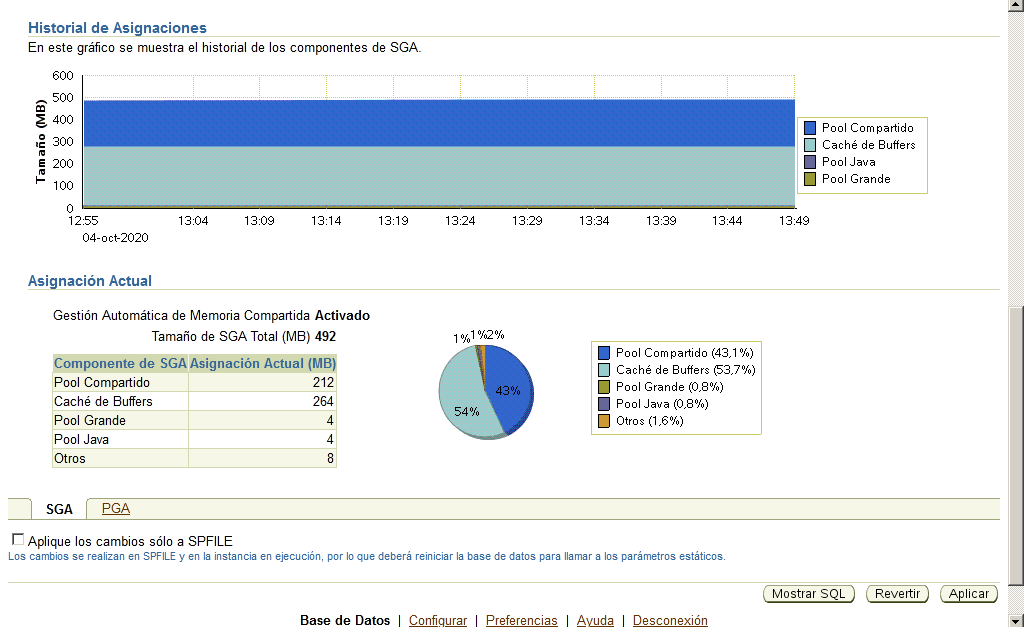 Historial de Asignaciones
En este gráfico se muestra el historial de los componentes de SGA.
Tamaño (MB)
600
500
400
300
200
100
0
12:55 13:04 13:09 13:14 13:19 13:24 13:29 13:34 13:39 13:44 13:49
04-oct-2020
Pool Compartido
Caché de Buffers
Pool Java
Pool Grande
Asignación Actual
Gestión Automática de Memoria Compartida Activado
Tamaño de SGA Total (MB) 492
Componente de SGA Asignación Actual (MB)
Pool Compartido 212
Caché de Buffers 264
Pool Grande 4
Pool Java 4
Otros 8
1% 1% 2%
43%
54%
Pool Compartido (43,1%)
Caché de Buffers (53,7%)
Pool Grande (0,8%)
Pool Java (0,8%)
Otros (1,6%)
SGA PGA
Aplique los cambios sólo a SPFILE
Los cambios se realizan en SPFILE y en la instancia en ejecución, por lo que deberá reiniciar la base de datos para llamar a los parámetros estáticos.
Mostrar SQL Revertir Aplicar
Base de Datos | Configurar | Preferencias | Ayuda | Desconexión